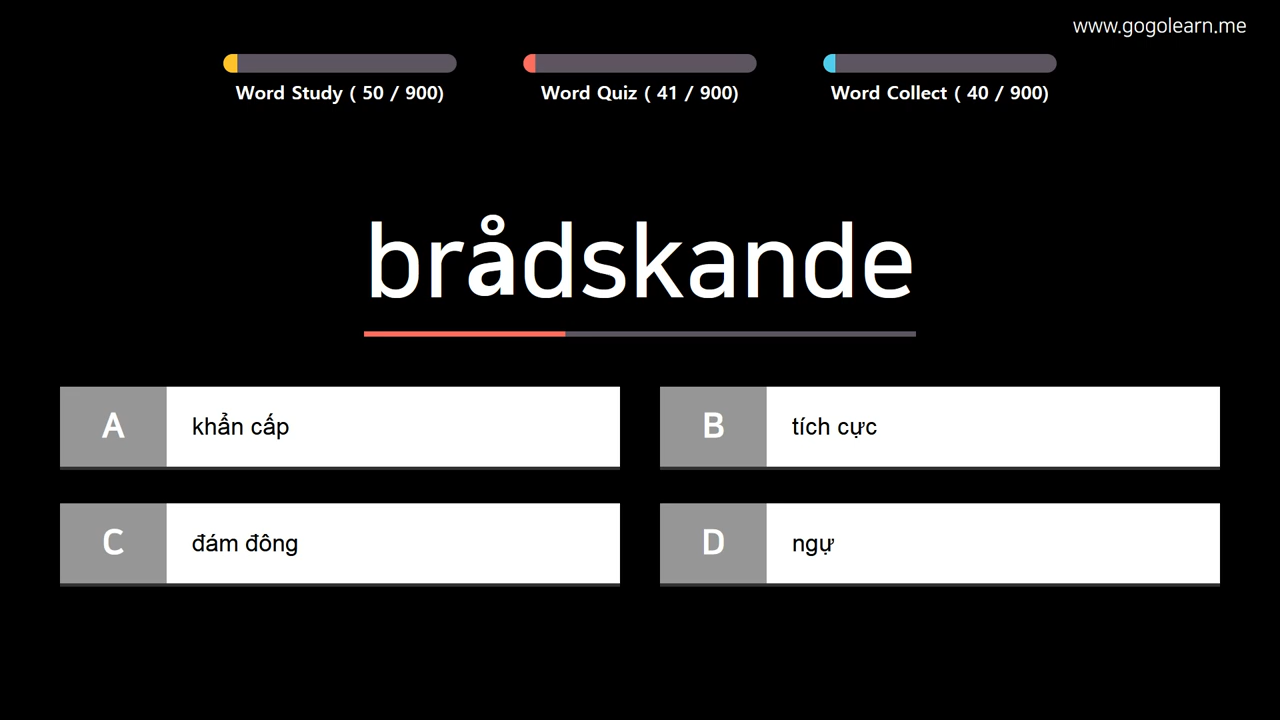 www.gogolearn.me
Word Study ( 50 / 900)
Word Quiz ( 41 / 900)
Word Collect ( 40 / 900)
brådskande
A khẩn cấp
B tích cực
C đám đông
D ngự